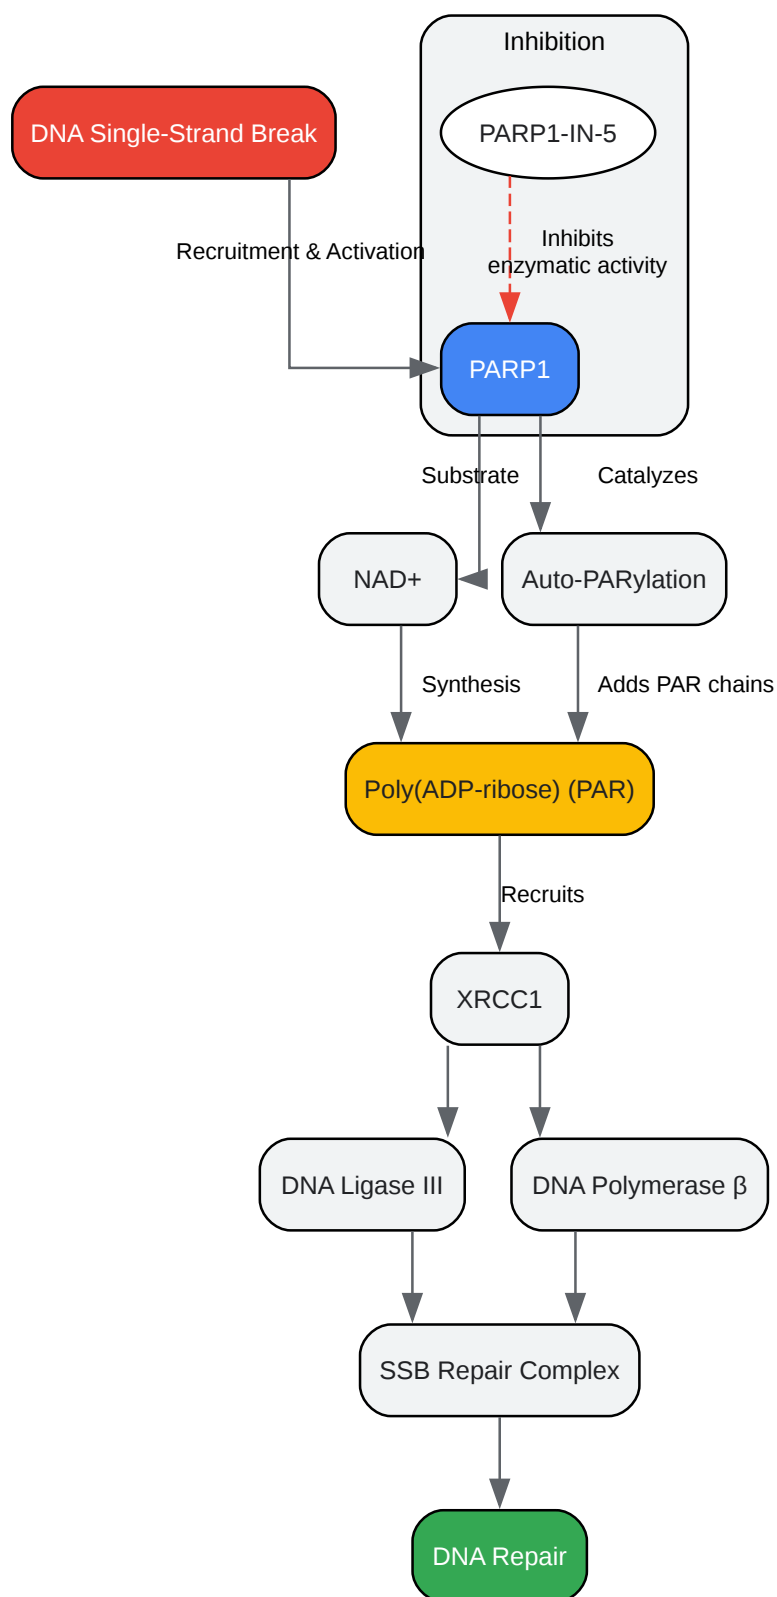 Inhibition
DNA Single-Strand Break
PARP1-IN-5
Recruitment & Activation
Inhibits
enzymatic activity
PARP1
Substrate
Catalyzes
NAD+
Auto-PARylation
Synthesis
Adds PAR chains
Poly(ADP-ribose) (PAR)
Recruits
XRCC1
DNA Ligase III
DNA Polymerase β
SSB Repair Complex
DNA Repair